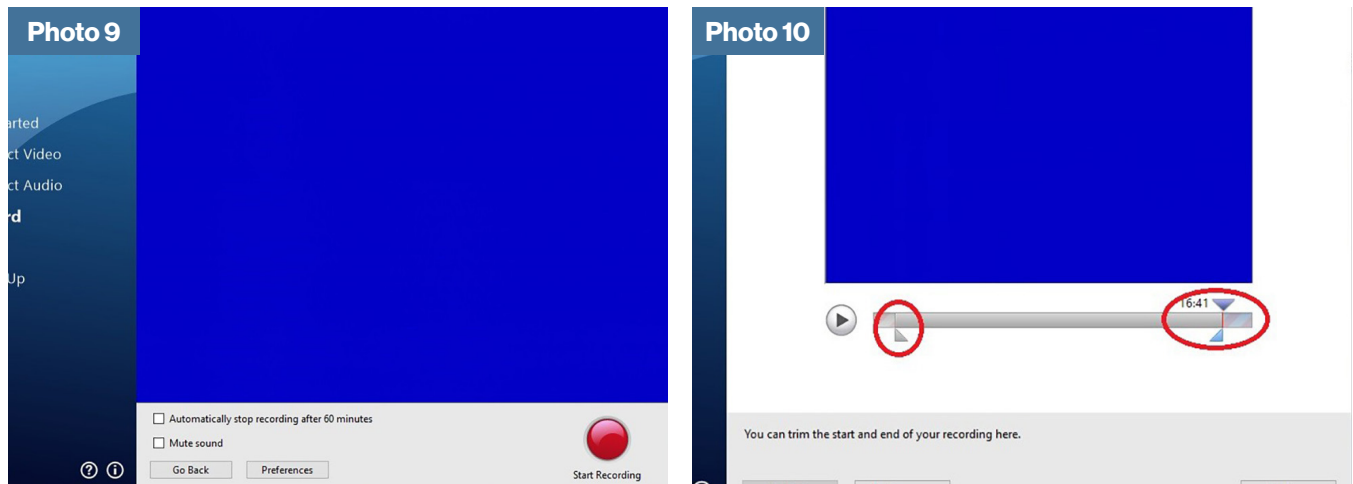 Photo 9
arted
ct Video
ct Audio
rd
Up
Automatically stop recording after 60 minutes
Mute sound
Go Back
Preferences
Start Recording
Photo 10
16:41
You can trim the start and end of your recording here.